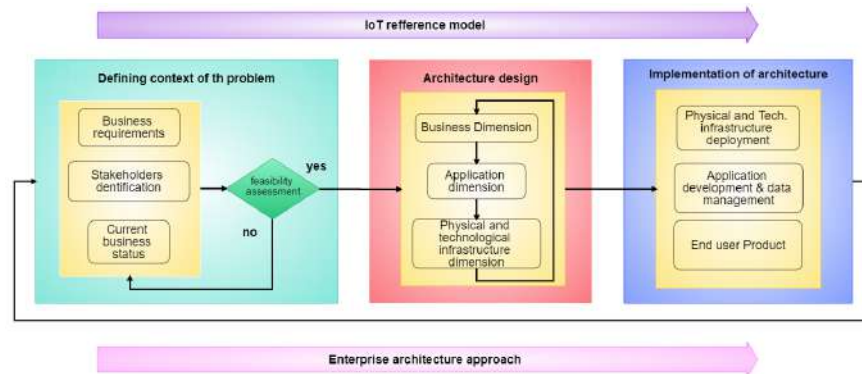 IoT refference model
Defining context of th problem
Business
requirements
Stakeholders
dentification
Current
business
status
feasibility
assessment
yes
no
Architecture design
Business Dimension
Application
dimension
Physical and
technological
infrastructure
dimension
Implementation of architecture
Physical and Tech.
infrastructure
deployment
Application
development & data
management
End user Product
Enterprise architecture approach